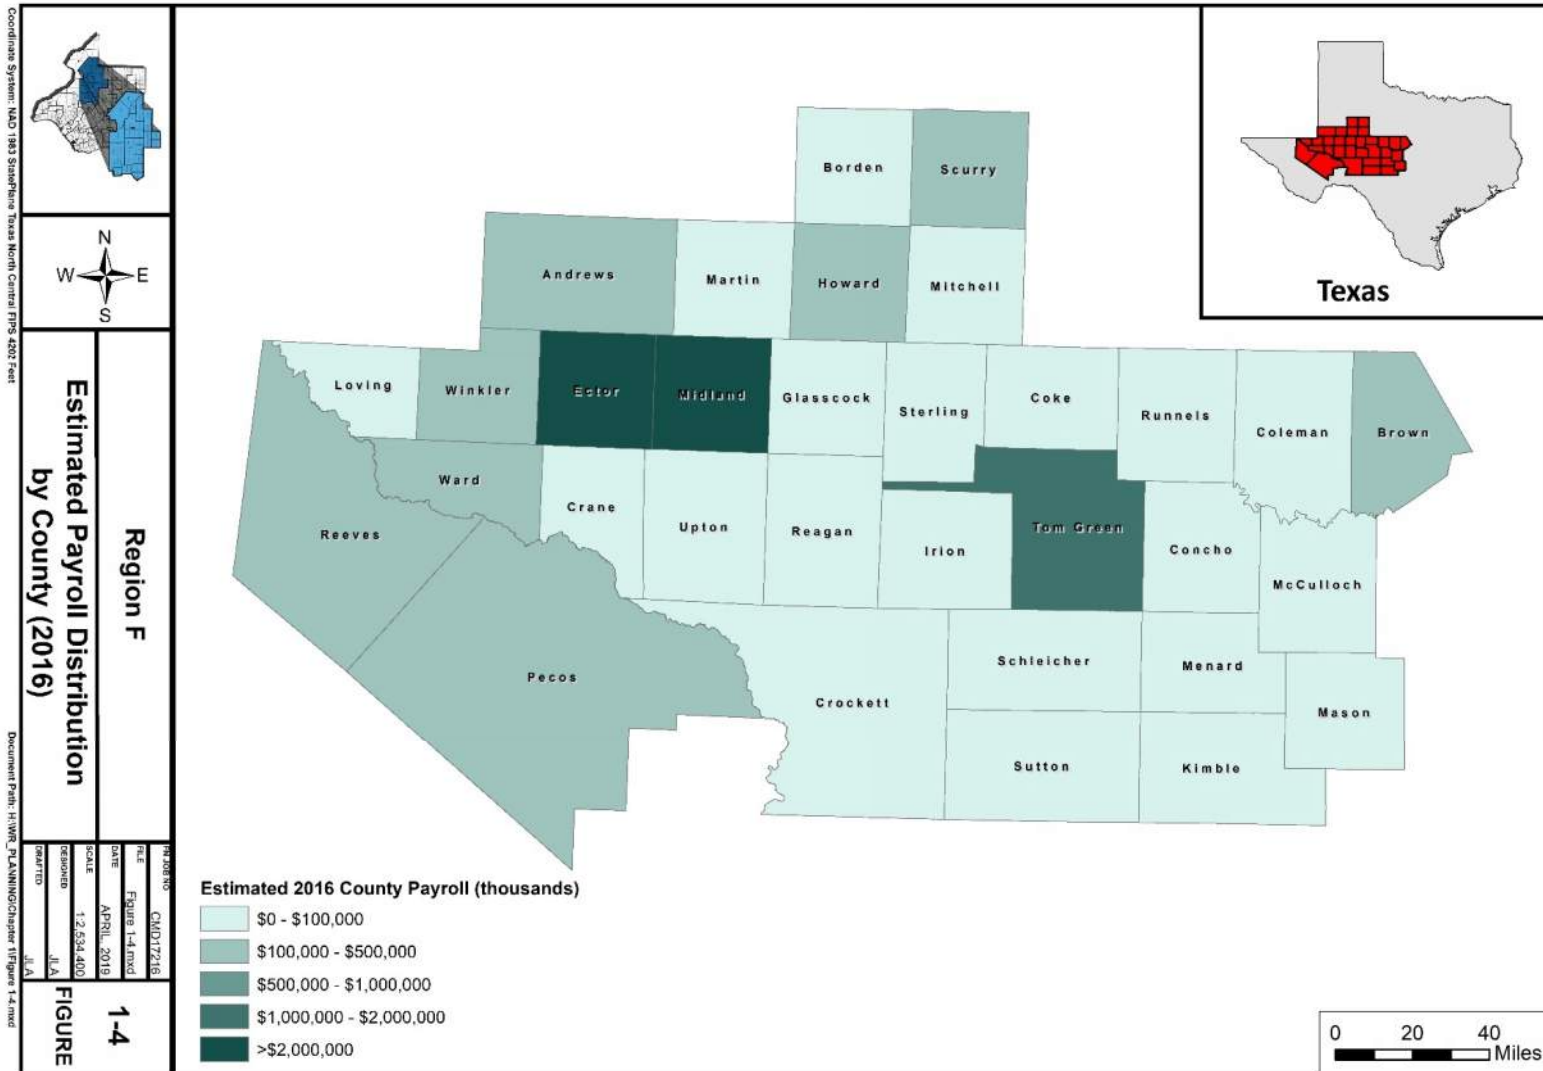 Coordinate System: NAD 1983 StatePlane Texas North Central FIPS 4202 Feet
Document Path: H:\WR_PLANNING\Chapter 1\Figure 1-4.mxd
N
W E
S
Region F
Estimated Payroll Distribution
by County (2016)
FN JOB NO CMD17216
FILE Figure 1-4.mxd
DATE APRIL, 2019
SCALE 1:2,534,400
DESIGNED JLA
DRAFTED JLA
1-4
FIGURE
Texas
Borden
Scurry
Andrews
Martin
Howard
Mitchell
Loving
Winkler
Ector
Midland
Glasscock
Sterling
Coke
Runnels
Coleman
Brown
Reeves
Ward
Crane
Upton
Reagan
Irion
Tom Green
Concho
McCulloch
Pecos
Crockett
Schleicher
Menard
Mason
Sutton
Kimble
Estimated 2016 County Payroll (thousands)
$0 - $100,000
$100,000 - $500,000
$500,000 - $1,000,000
$1,000,000 - $2,000,000
>$2,000,000
0 20 40
Miles